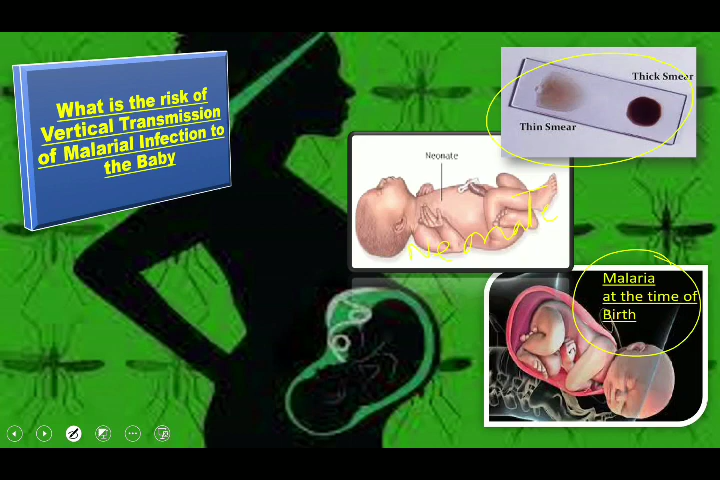 What is the risk of
Vertical Transmission
of Malarial Infection to
the Baby
Thick Smear
Thin Smear
Neonate
Neonate
Malaria
at the time of
Birth